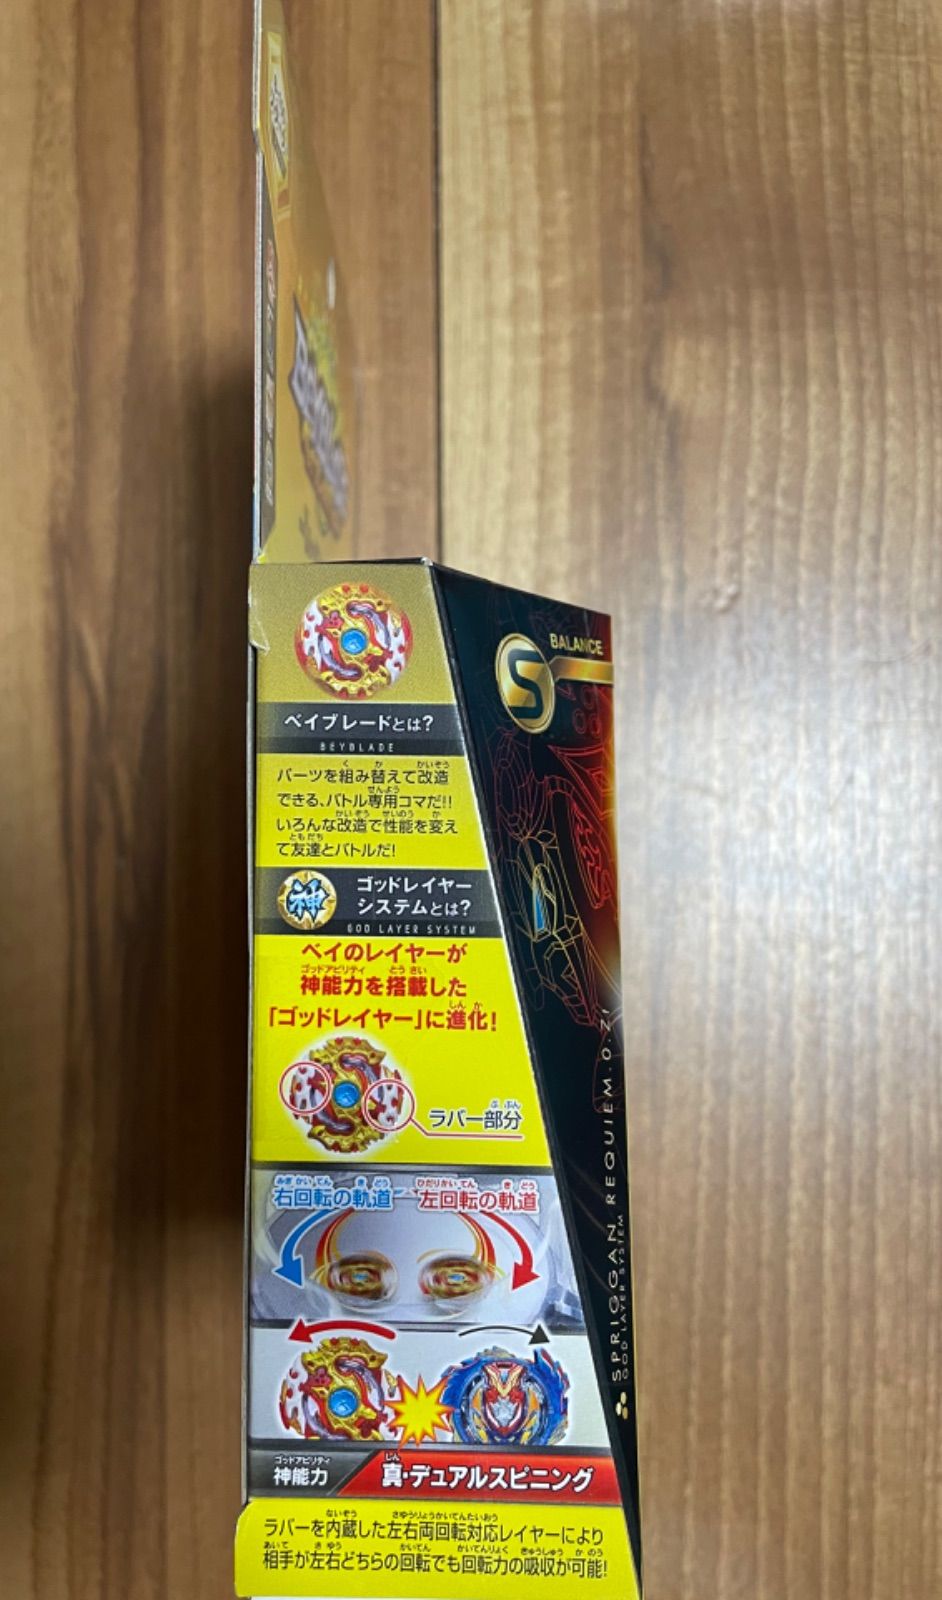 BALANCE
S
ベイブレードとは?
BEYBLADE
パーツを組み替えて改造
できる、バトル専用コマだ!!
いろんな改造で性能を変え
て友達とバトルだ!
神
ゴッドレイヤー
システムとは?
GOD LAYER SYSTEM
ベイのレイヤーが
神能力を搭載した
「ゴッドレイヤー」に進化!
ラバー部分
右回転の軌道
左回転の軌道
神能力
真・デュアルスピニング
ラバーを内蔵した左右両回転対応レイヤーにより
相手が左右どちらの回転でも回転力の吸収が可能!
SPRIGGAN REQUIEM.0.Zt
GOD LAYER SYSTEM